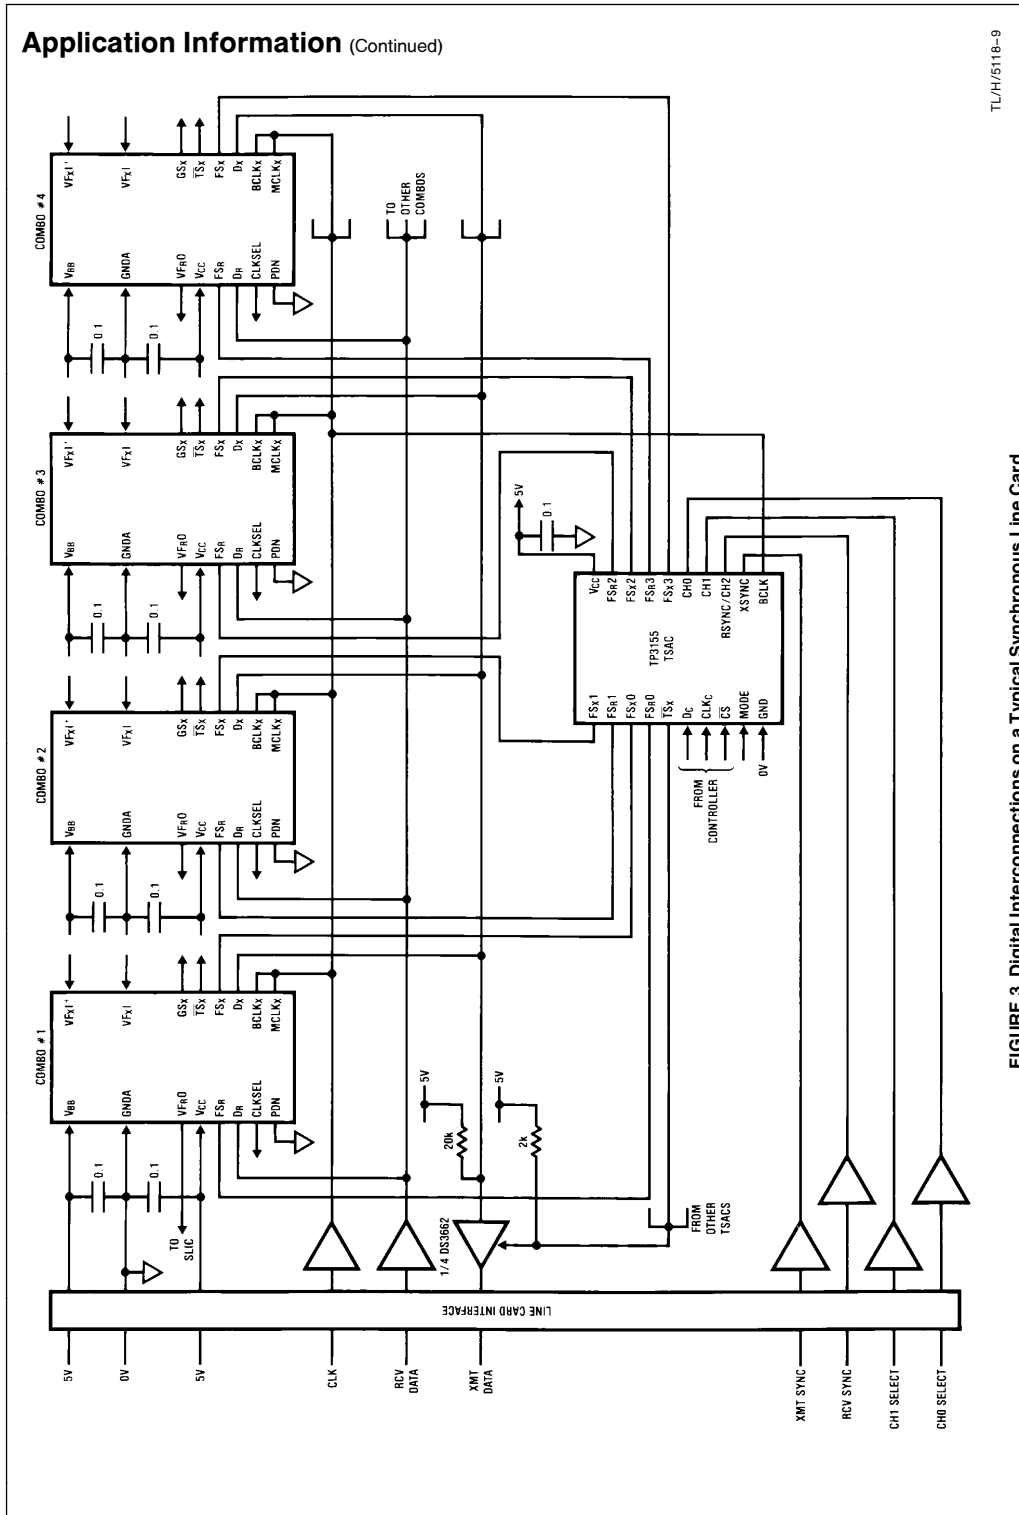 Application Information (Continued)
TL/H/5118–9
COMBO #4
VFxI'
VFxI
GSx
TSx
FSx
Dx
BCLKx
MCLKx
VBB
GNDA
VFRO
VCC
FSR
DR
CLKSEL
PDN
0.1
0.1
TO
OTHER
COMBOS
COMBO #3
VFxI'
VFxI
GSx
TSx
FSx
Dx
BCLKx
MCLKx
VBB
GNDA
VFRO
VCC
FSR
DR
CLKSEL
PDN
0.1
0.1
COMBO #2
VFxI'
VFxI
GSx
TSx
FSx
Dx
BCLKx
MCLKx
VBB
GNDA
VFRO
VCC
FSR
DR
CLKSEL
PDN
0.1
0.1
COMBO #1
VFxI'
VFxI
GSx
TSx
FSx
Dx
BCLKx
MCLKx
VBB
GNDA
VFRO
VCC
FSR
DR
CLKSEL
PDN
0.1
0.1
TO
SLIC
5V
0.1
VCC
FSR2
FSx2
FSR3
FSx3
CH0
CH1
RSYNC/CH2
XSYNC
BCLK
TP3155
TSAC
FSx1
FSR1
FSx0
FSR0
TSx
DC
CLKC
CS
MODE
GND
FROM
CONTROLLER
0V
5V
20k
5V
2k
1/4 DS3662
FROM
OTHER
TSACS
LINE CARD INTERFACE
5V
0V
5V
CLK
RCV
DATA
XMT
DATA
XMT SYNC
RCV SYNC
CH1 SELECT
CH0 SELECT
FIGURE 3. Digital Interconnections on a Typical Synchronous Line Card